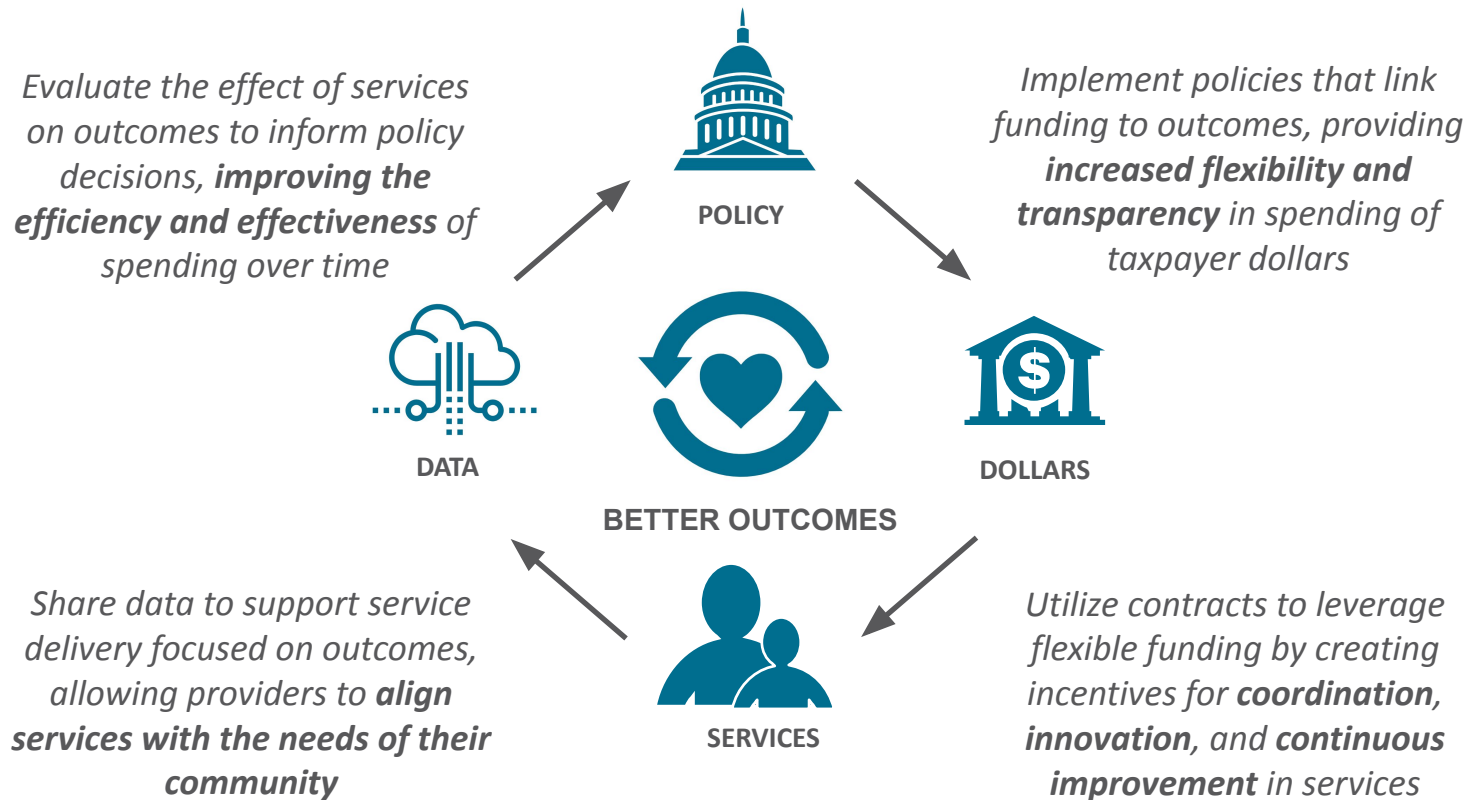 Evaluate the effect of services
on outcomes to inform policy
decisions, improving the
efficiency and effectiveness of
spending over time
POLICY
Implement policies that link
funding to outcomes, providing
increased flexibility and
transparency in spending of
taxpayer dollars
DATA
$
DOLLARS
BETTER OUTCOMES
Share data to support service
delivery focused on outcomes,
allowing providers to align
services with the needs of their
community
SERVICES
Utilize contracts to leverage
flexible funding by creating
incentives for coordination,
innovation, and continuous
improvement in services